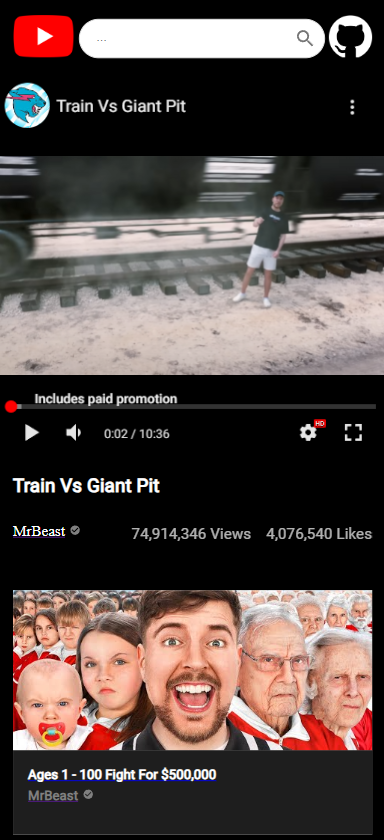 ...
Train Vs Giant Pit
Includes paid promotion
0:02 / 10:36
HD
Train Vs Giant Pit
MrBeast
74,914,346 Views 4,076,540 Likes
Ages 1 - 100 Fight For $500,000
MrBeast